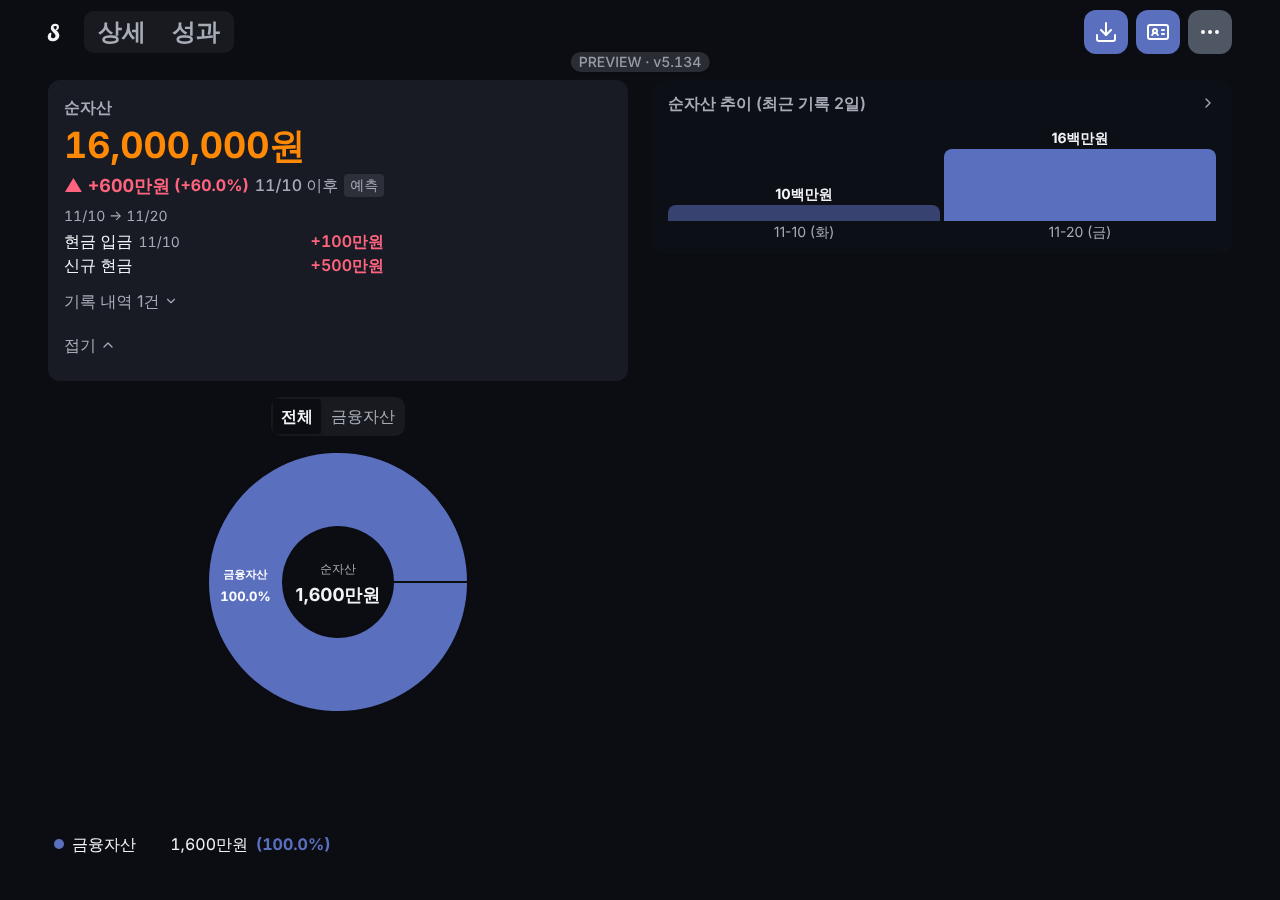 S 상세 성과
PREVIEW · v5.134
순자산
16,000,000원
▲ +600만원 (+60.0%) 11/10 이후 예측
11/10 → 11/20
현금 입금 11/10 +100만원
신규 현금 +500만원
기록 내역 1건
접기
순자산 추이 (최근 기록 2일)
16백만원
10백만원
11-10 (화) 11-20 (금)
전체 금융자산
순자산
1,600만원
금융자산
100.0%
금융자산 1,600만원 (100.0%)